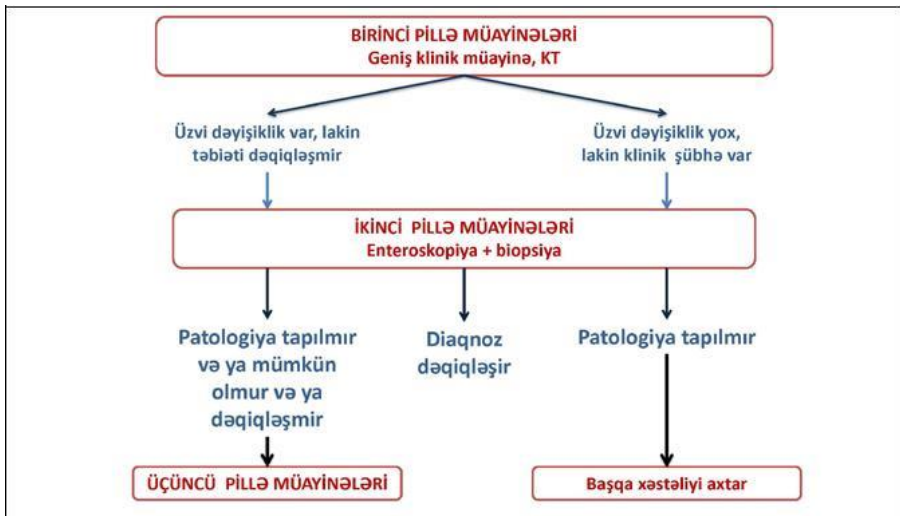 BİRİNCİ PİLLƏ MÜAYİNƏLƏRİ
Geniş klinik müayinə, KT
Üzvi dəyişiklik var, lakin
təbiəti dəqiqləşmir
Üzvi dəyişiklik yox,
lakin klinik şübhə var
İKİNCİ PİLLƏ MÜAYİNƏLƏRİ
Enteroskopiya + biopsiya
Patologiya tapılmır
və ya mümkün
olmur və ya
dəqiqləşmir
Diaqnoz
dəqiqləşir
Patologiya tapılmır
ÜÇÜNCÜ PİLLƏ MÜAYİNƏLƏRİ
Başqa xəstəliyi axtar